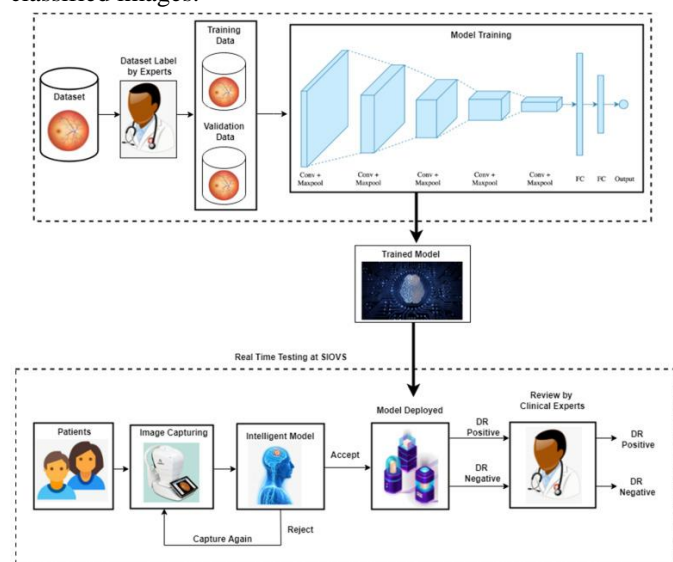 classified images.
Dataset Label
by Experts
Dataset
Training
Data
Validation
Data
Model Training
Conv +
Maxpool
Conv +
Maxpool
Conv +
Maxpool
Conv +
Maxpool
Conv +
Maxpool
FC
FC
Output
Trained Model
Real Time Testing at SIOVS
Patients
Image Capturing
Intelligent Model
Accept
Reject
Capture Again
Model Deployed
DR
Positive
DR
Negative
Review by
Clinical Experts
DR
Positive
DR
Negative